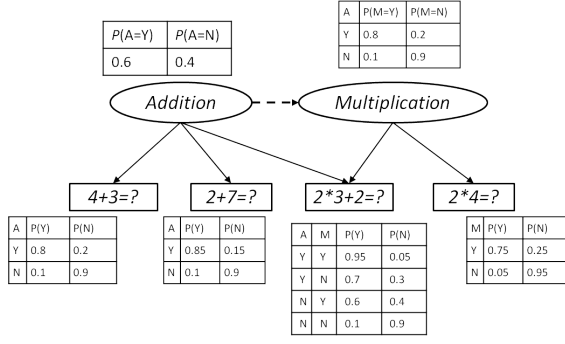 P(A=Y) P(A=N)
0.6 0.4
A P(M=Y) P(M=N)
Y 0.8 0.2
N 0.1 0.9
Addition
Multiplication
4+3=?
2+7=?
2*3+2=?
2*4=?
A P(Y) P(N)
Y 0.8 0.2
N 0.1 0.9
A P(Y) P(N)
Y 0.85 0.15
N 0.1 0.9
A M P(Y) P(N)
Y Y 0.95 0.05
Y N 0.7 0.3
N Y 0.6 0.4
N N 0.1 0.9
M P(Y) P(N)
Y 0.75 0.25
N 0.05 0.95